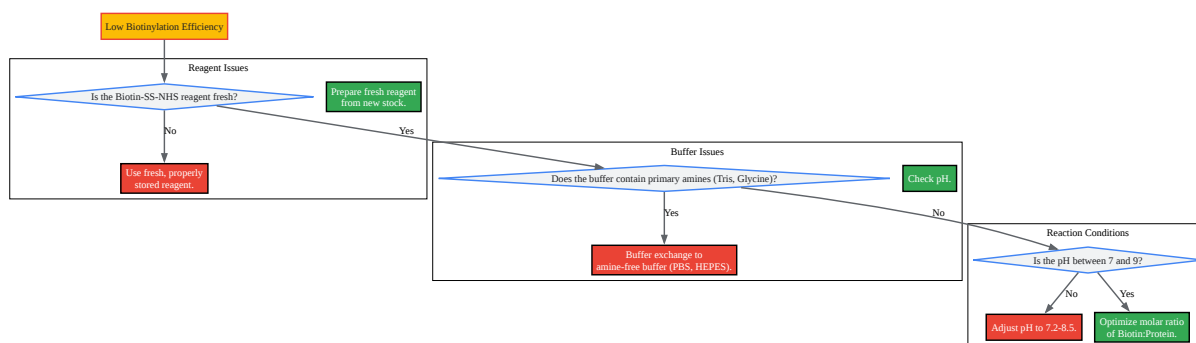 Low Biotinylation Efficiency
Reagent Issues
Is the Biotin-SS-NHS reagent fresh?
Prepare fresh reagent
from new stock.
No
Yes
Use fresh, properly
stored reagent.
Buffer Issues
Does the buffer contain primary amines (Tris, Glycine)?
Check pH.
Yes
No
Buffer exchange to
amine-free buffer (PBS, HEPES).
Reaction Conditions
Is the pH between 7 and 9?
No
Yes
Adjust pH to 7.2-8.5.
Optimize molar ratio
of Biotin:Protein.